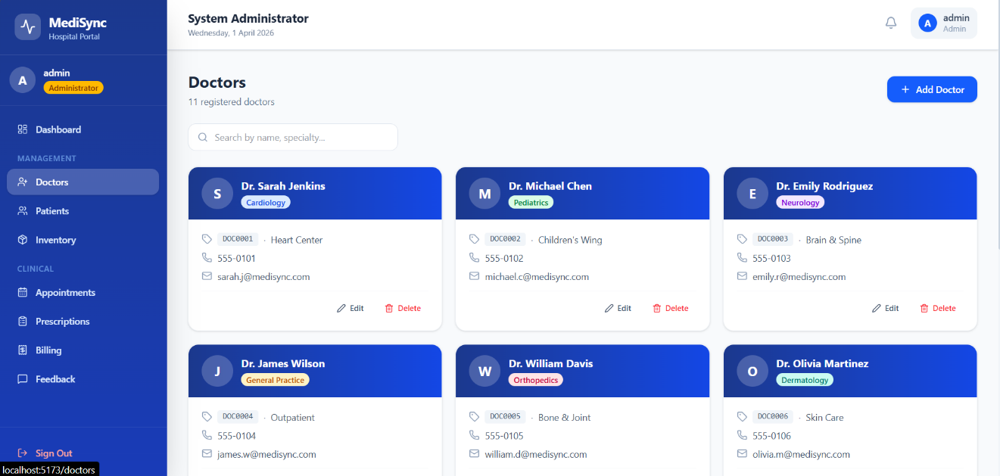 MediSync
Hospital Portal
A
admin
Administrator
Dashboard
MANAGEMENT
Doctors
Patients
Inventory
CLINICAL
Appointments
Prescriptions
Billing
Feedback
Sign Out
localhost:5173/doctors
System Administrator
Wednesday, 1 April 2026
A
admin
Admin
Doctors
11 registered doctors
+ Add Doctor
Search by name, specialty...
S
Dr. Sarah Jenkins
Cardiology
DOC0001 · Heart Center
555-0101
sarah.j@medisync.com
Edit Delete
M
Dr. Michael Chen
Pediatrics
DOC0002 · Children's Wing
555-0102
michael.c@medisync.com
Edit Delete
E
Dr. Emily Rodriguez
Neurology
DOC0003 · Brain & Spine
555-0103
emily.r@medisync.com
Edit Delete
J
Dr. James Wilson
General Practice
DOC0004 · Outpatient
555-0104
james.w@medisync.com
W
Dr. William Davis
Orthopedics
DOC0005 · Bone & Joint
555-0105
william.d@medisync.com
O
Dr. Olivia Martinez
Dermatology
DOC0006 · Skin Care
555-0106
olivia.m@medisync.com